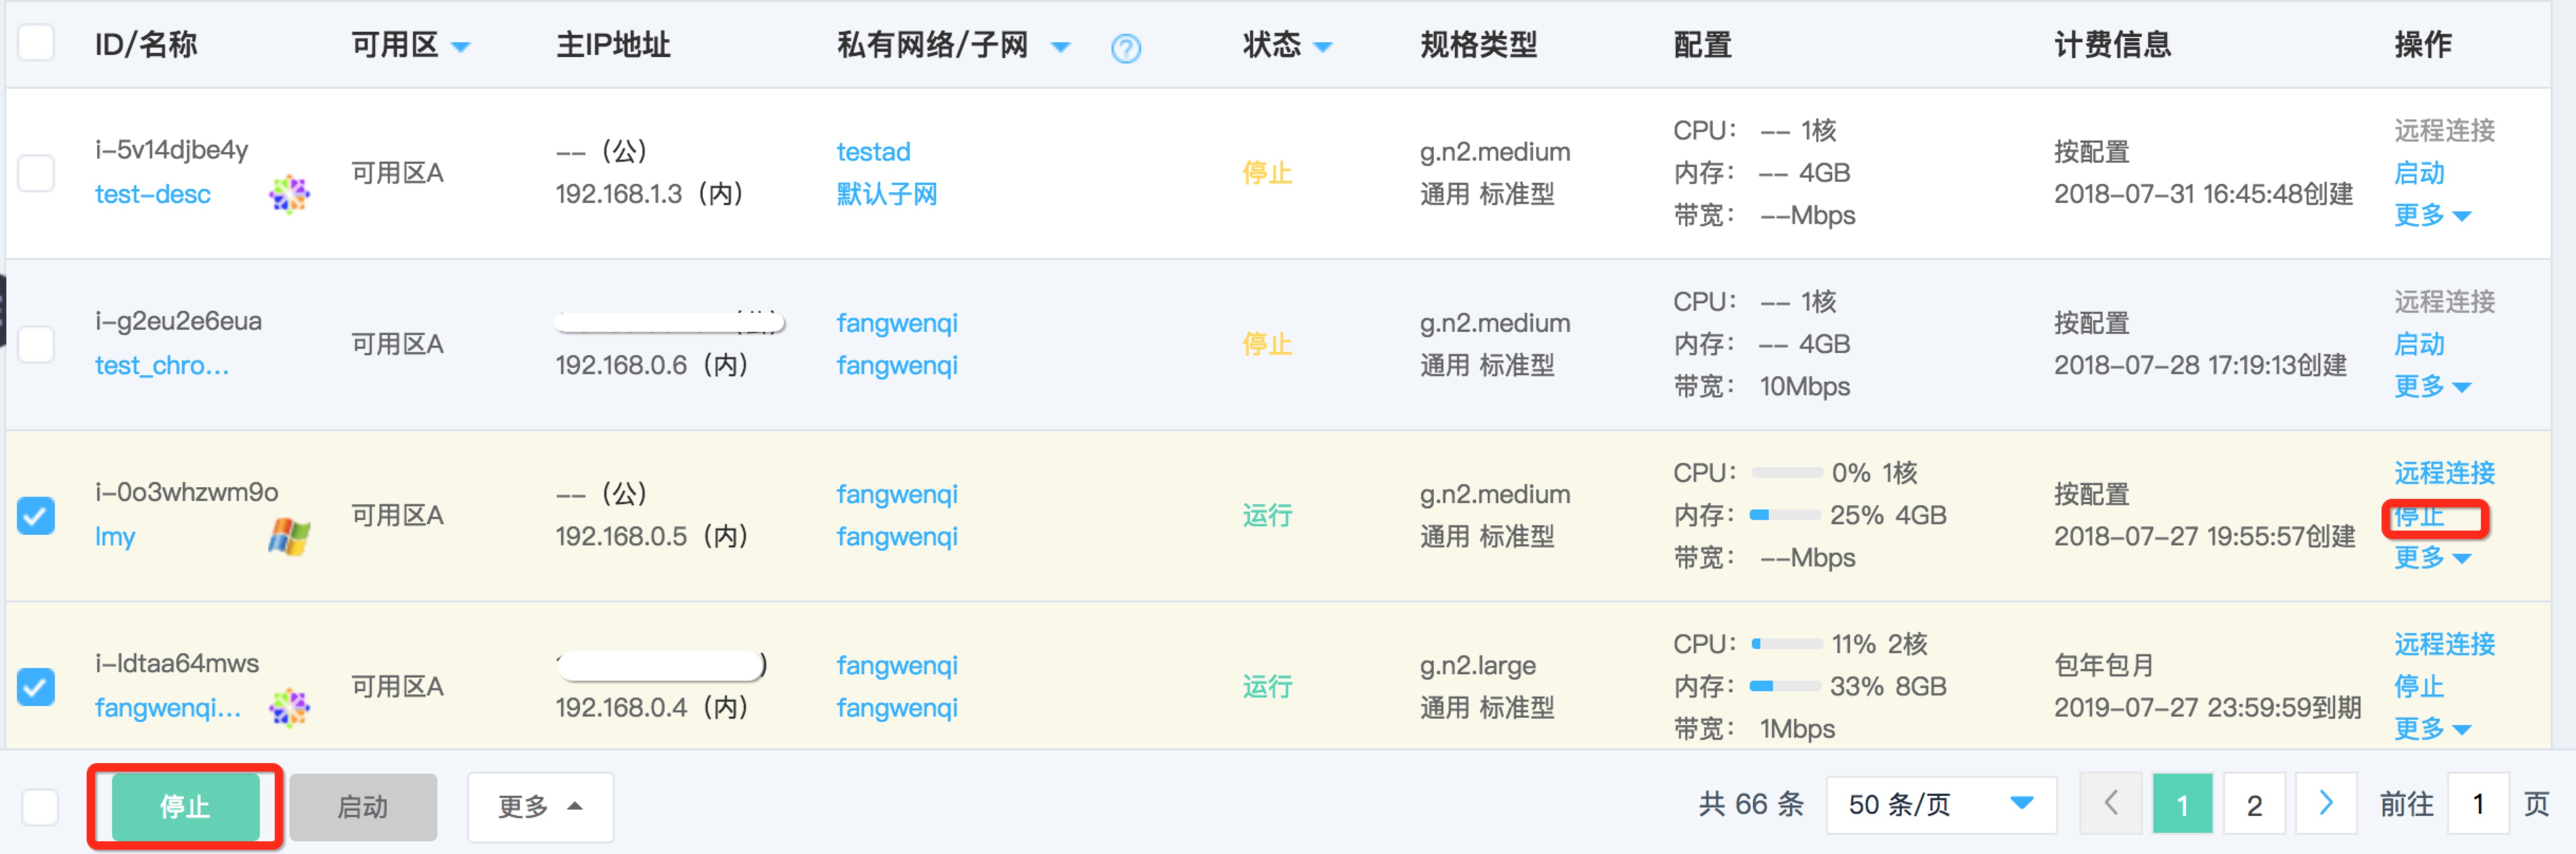 ID/名称 可用区 主IP地址 私有网络/子网 ? 状态 规格类型 配置 计费信息 操作
i-5v14djbe4y
test-desc
可用区A
-- （公）
192.168.1.3（内）
testad
默认子网
停止
g.n2.medium
通用 标准型
CPU： -- 1核
内存： -- 4GB
带宽： --Mbps
按配置
2018-07-31 16:45:48创建
远程连接
启动
更多
i-g2eu2e6eua
test_chro...
可用区A
192.168.0.6（内）
fangwenqi
fangwenqi
停止
g.n2.medium
通用 标准型
CPU： -- 1核
内存： -- 4GB
带宽： 10Mbps
按配置
2018-07-28 17:19:13创建
远程连接
启动
更多
i-0o3whzwm9o
lmy
可用区A
-- （公）
192.168.0.5（内）
fangwenqi
fangwenqi
运行
g.n2.medium
通用 标准型
CPU： 0% 1核
内存： 25% 4GB
带宽： --Mbps
按配置
2018-07-27 19:55:57创建
远程连接
停止
更多
i-ldtaa64mws
fangwenqi...
可用区A
192.168.0.4（内）
fangwenqi
fangwenqi
运行
g.n2.large
通用 标准型
CPU： 11% 2核
内存： 33% 8GB
带宽： 1Mbps
包年包月
2019-07-27 23:59:59到期
远程连接
停止
更多
停止 启动 更多 共 66 条 50 条/页 1 2 前往 1 页